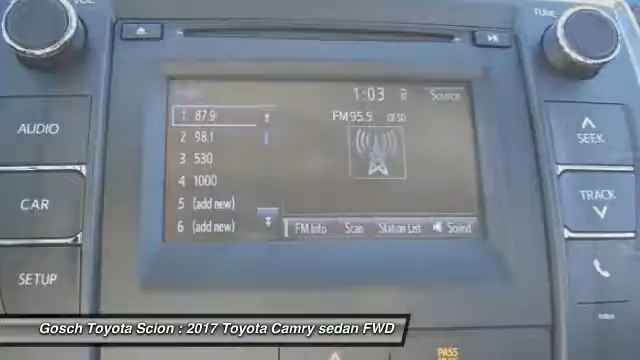 VOL
TUNE
1:03
Source
1 87.9
FM 95.5
2 98.1
3 530
4 1000
5 (add new)
6 (add new)
FM Info
Scan
Station List
Sound
AUDIO
CAR
SETUP
SEEK
TRACK
Gosch Toyota Scion : 2017 Toyota Camry sedan FWD
PASS